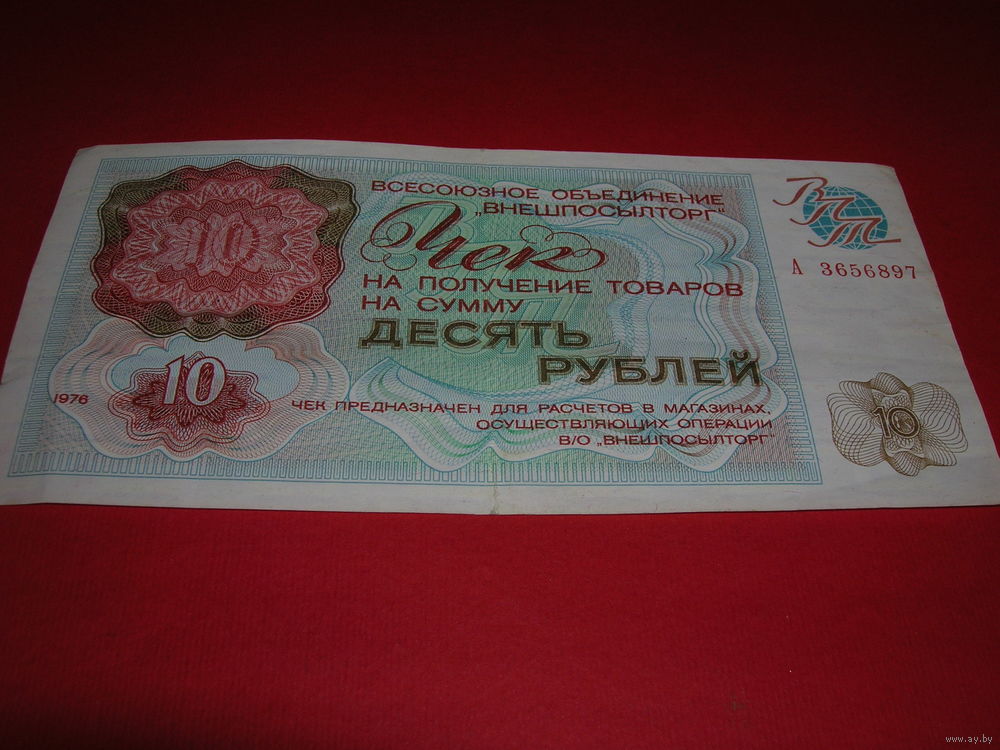 ВСЕСОЮЗНОЕ ОБЪЕДИНЕНИЕ
„ВНЕШПОСЫЛТОРГ"
Чек
НА ПОЛУЧЕНИЕ ТОВАРОВ
НА СУММУ
ДЕСЯТЬ
РУБЛЕЙ
ЧЕК ПРЕДНАЗНАЧЕН ДЛЯ РАСЧЕТОВ В МАГАЗИНАХ,
ОСУЩЕСТВЛЯЮЩИХ ОПЕРАЦИИ
В/О „ВНЕШПОСЫЛТОРГ"
10
10
1976
ВПТ
А 3656897
10
www.ay.by